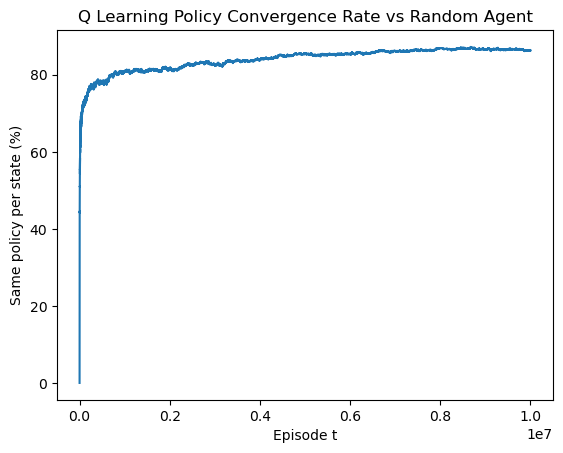 Q Learning Policy Convergence Rate vs Random Agent
Same policy per state (%)
80
60
40
20
0
0.0 0.2 0.4 0.6 0.8 1.0
1e7
Episode t